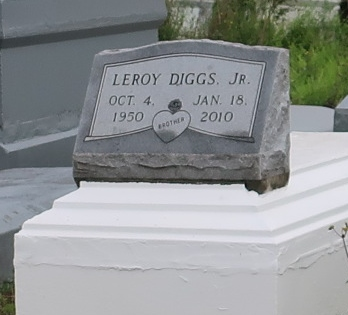 LEROY DIGGS, JR.
OCT. 4, JAN. 18,
1950 2010
BROTHER